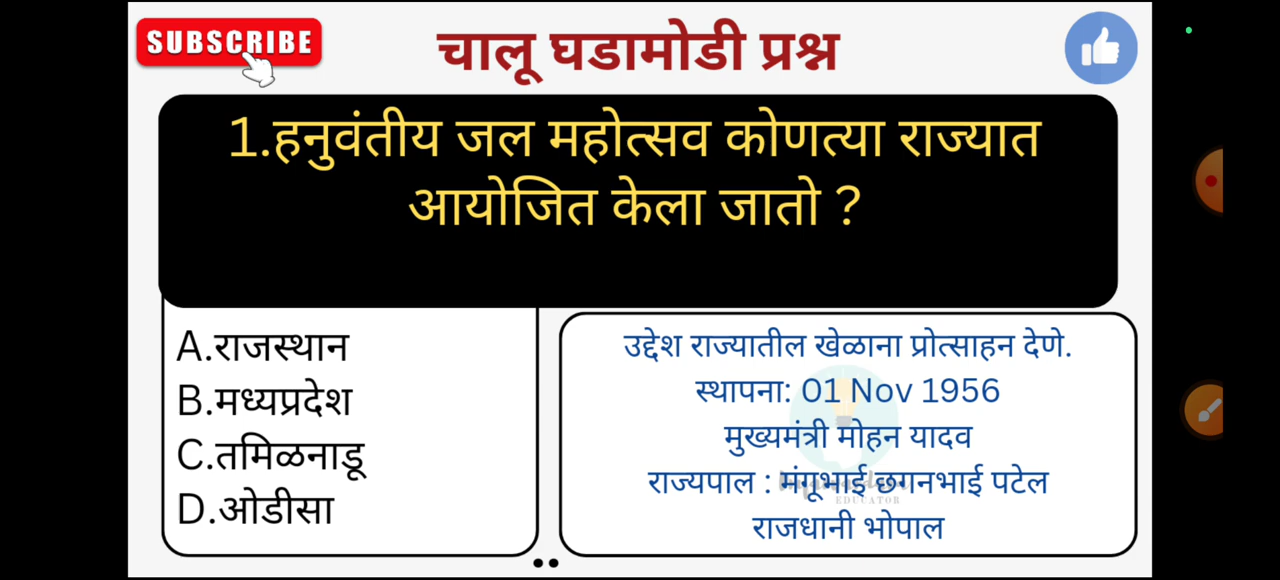 SUBSCRIBE
चालू घडामोडी प्रश्न
1.हनुवंतीय जल महोत्सव कोणत्या राज्यात
आयोजित केला जातो ?
A.राजस्थान
B.मध्यप्रदेश
C.तमिळनाडू
D.ओडीसा
उद्देश राज्यातील खेळाना प्रोत्साहन देणे.
स्थापना: 01 Nov 1956
मुख्यमंत्री मोहन यादव
राज्यपाल : मंगूभाई छगनभाई पटेल
EDUCATOR
राजधानी भोपाल